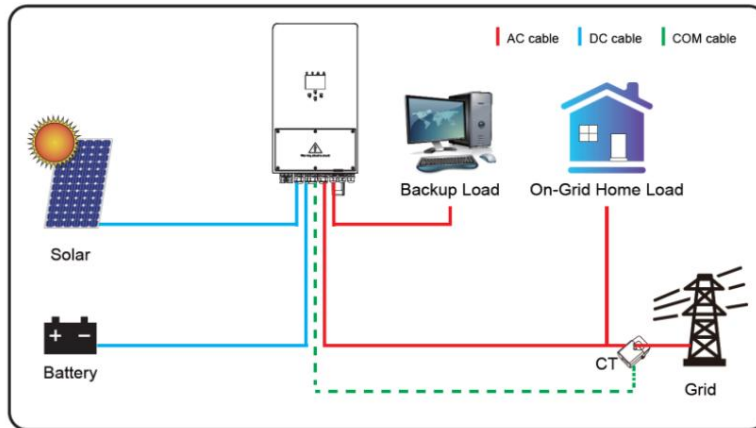 AC cable
DC cable
COM cable
Backup Load
On-Grid Home Load
Solar
Battery
CT
Grid